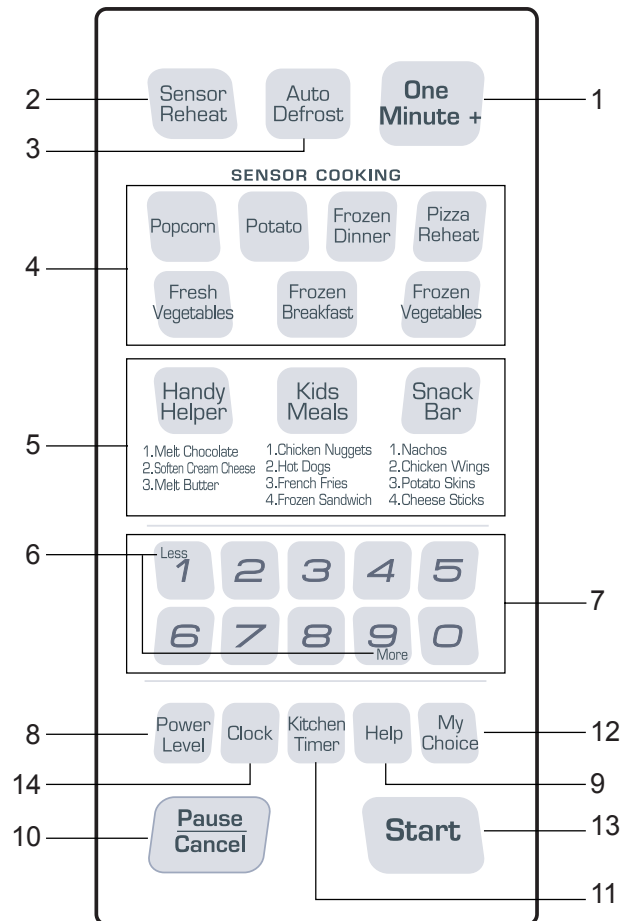 2
Sensor
Reheat
3
Auto
Defrost
One
Minute +
1
SENSOR COOKING
4
Popcorn
Potato
Frozen
Dinner
Pizza
Reheat
Fresh
Vegetables
Frozen
Breakfast
Frozen
Vegetables
5
Handy
Helper
1.Melt Chocolate
2.Soften Cream Cheese
3.Melt Butter
Kids
Meals
1.Chicken Nuggets
2.Hot Dogs
3.French Fries
4.Frozen Sandwich
Snack
Bar
1.Nachos
2.Chicken Wings
3.Potato Skins
4.Cheese Sticks
6
Less
1 2 3 4 5
7
6 7 8 9 0
More
8
Power
Level
Clock
Kitchen
Timer
Help
My
Choice
12
14
9
10
Pause
Cancel
Start
13
11